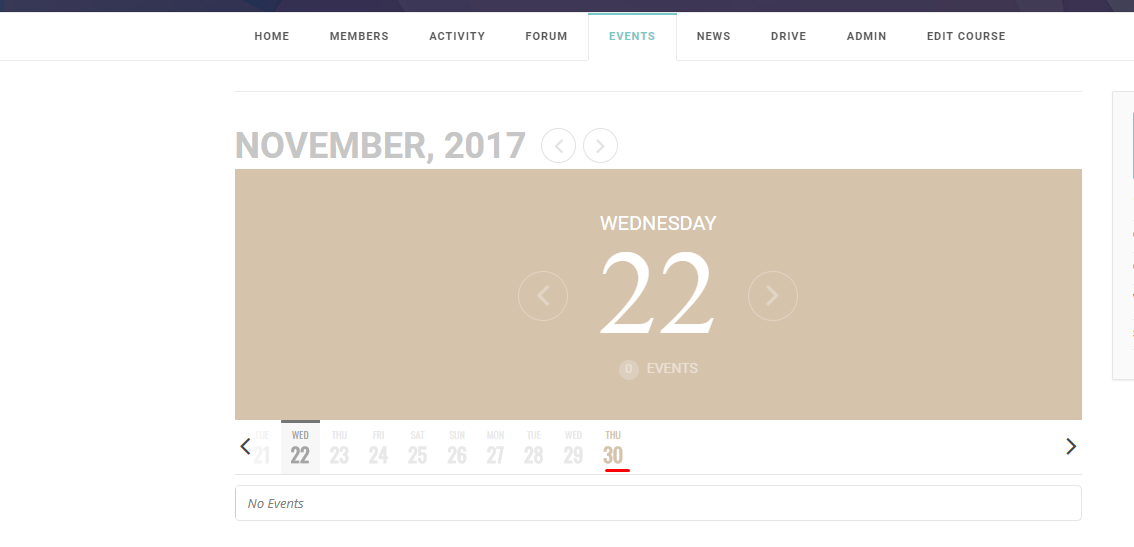 HOME MEMBERS ACTIVITY FORUM EVENTS NEWS DRIVE ADMIN EDIT COURSE
NOVEMBER, 2017
WEDNESDAY
22
0 EVENTS
TUE WED THU FRI SAT SUN MON TUE WED THU
21 22 23 24 25 26 27 28 29 30
No Events